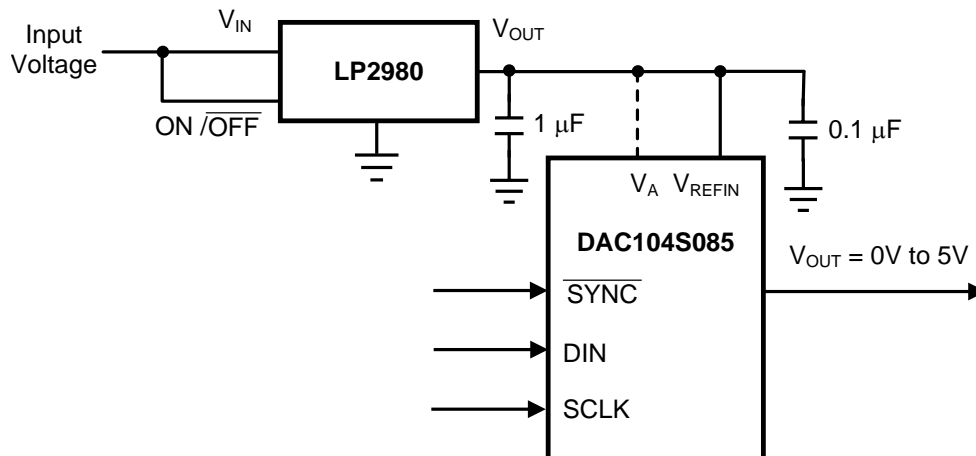 Input
Voltage
V_IN
ON /OFF
LP2980
V_OUT
1 μF
0.1 μF
V_A V_REFIN
DAC104S085
SYNC
DIN
SCLK
V_OUT = 0V to 5V